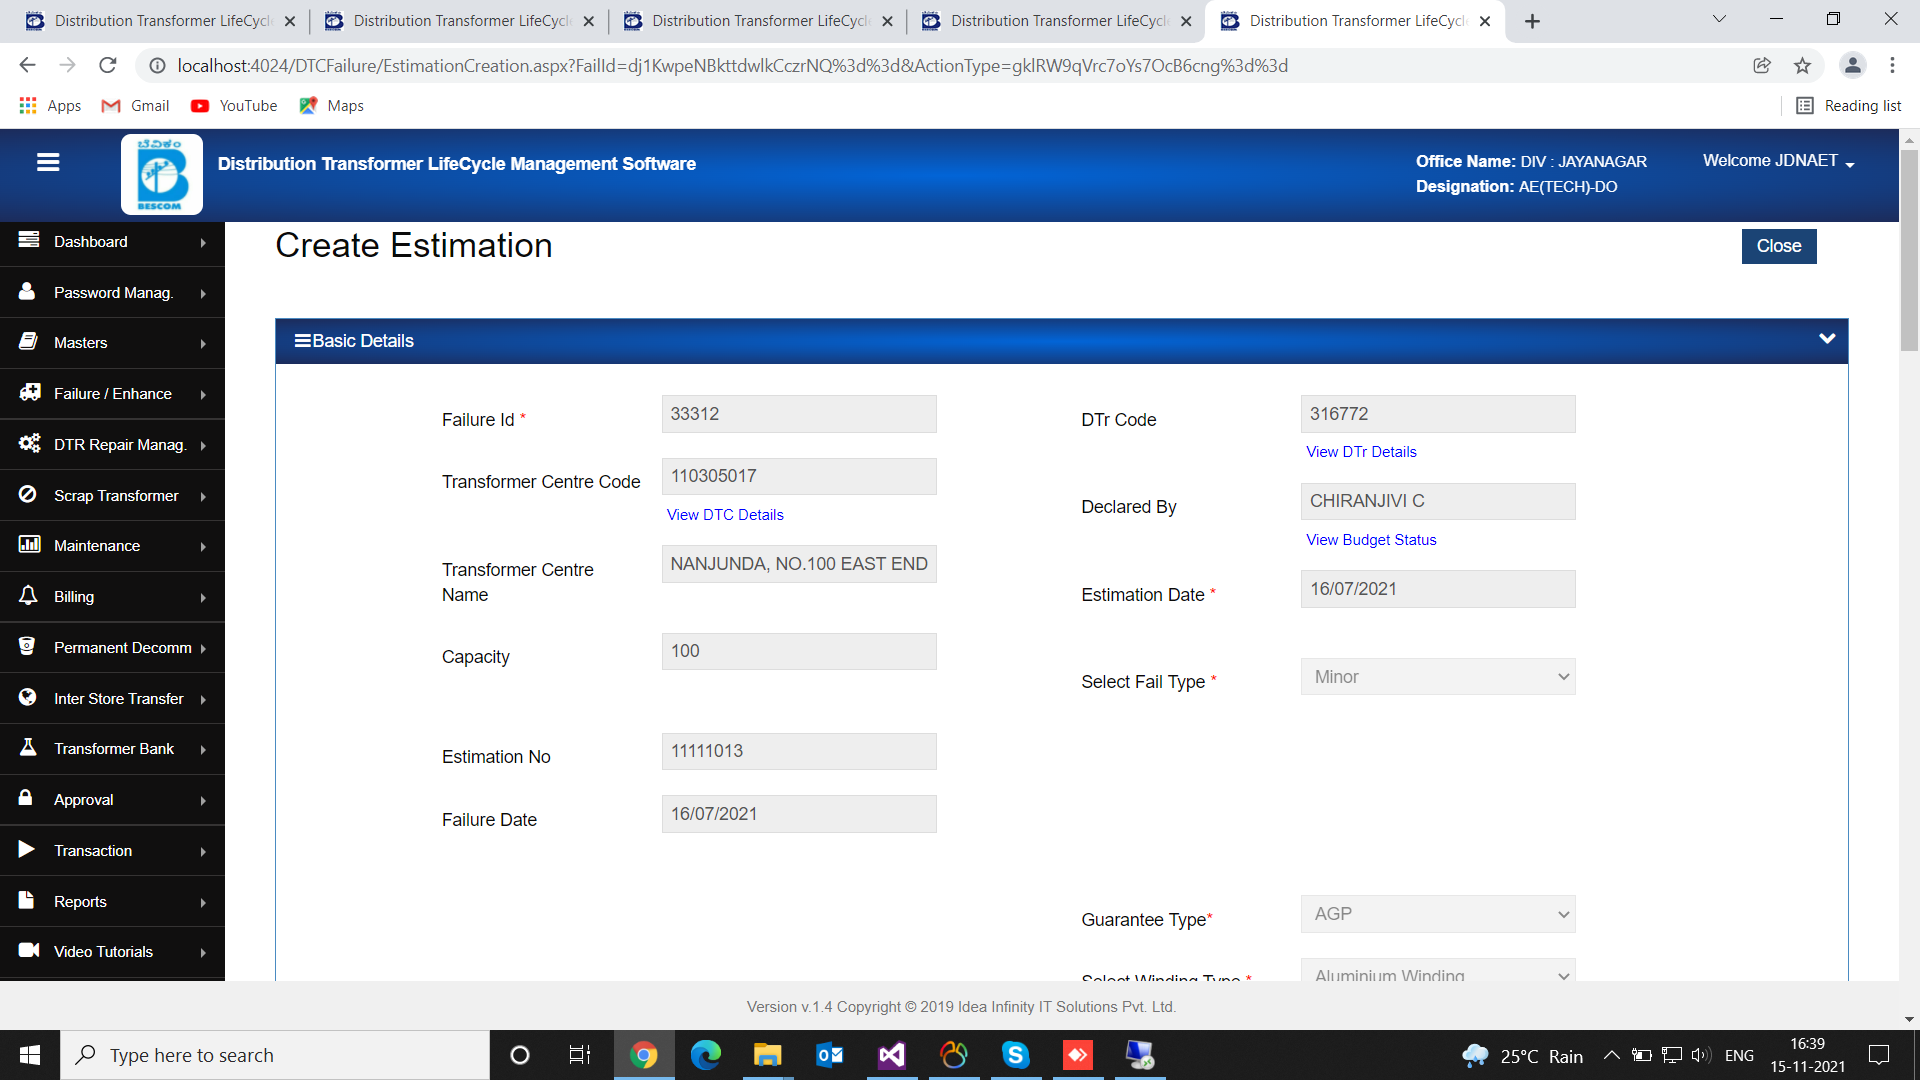 Distribution Transformer LifeCycl
Distribution Transformer LifeCycl
Distribution Transformer LifeCycl
Distribution Transformer LifeCycl
Distribution Transformer LifeCycl
localhost:4024/DTCFailure/EstimationCreation.aspx?FailId=dj1KwpeNBkttdwlkCczrNQ%3d%3d&ActionType=gklRW9qVrc7oYs7OcB6cng%3d%3d
Apps
Gmail
YouTube
Maps
Reading list
ಬೆವಿಕಂ
BESCOM
Distribution Transformer LifeCycle Management Software
Office Name: DIV : JAYANAGAR
Designation: AE(TECH)-DO
Welcome JDNAET
Dashboard
Password Manag.
Masters
Failure / Enhance
DTR Repair Manag.
Scrap Transformer
Maintenance
Billing
Permanent Decomm
Inter Store Transfer
Transformer Bank
Approval
Transaction
Reports
Video Tutorials
Create Estimation
Close
Basic Details
Failure Id *
33312
Transformer Centre Code
110305017
View DTC Details
Transformer Centre
Name
NANJUNDA, NO.100 EAST END
Capacity
100
Estimation No
11111013
Failure Date
16/07/2021
DTr Code
316772
View DTr Details
Declared By
CHIRANJIVI C
View Budget Status
Estimation Date *
16/07/2021
Select Fail Type *
Minor
Guarantee Type*
AGP
Select Winding Type *
Aluminium Winding
Version v.1.4 Copyright © 2019 Idea Infinity IT Solutions Pvt. Ltd.
Type here to search
25°C Rain
ENG
16:39
15-11-2021